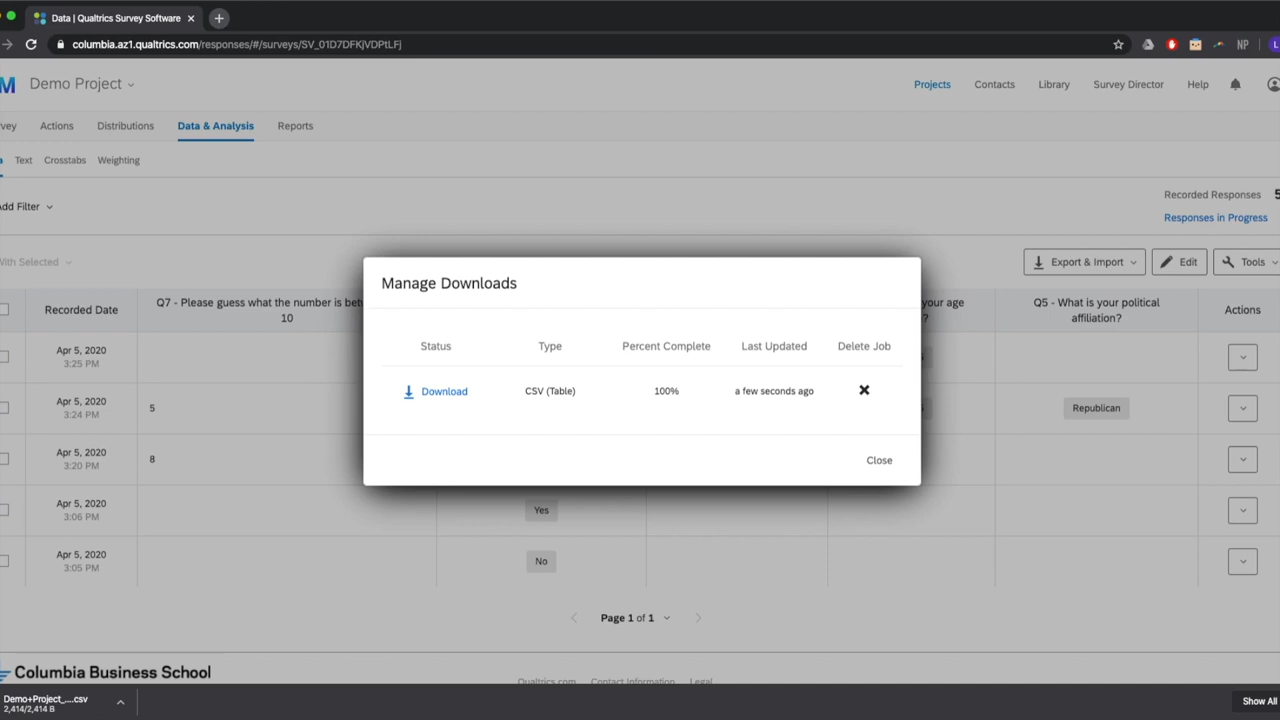 Data | Qualtrics Survey Software
columbia.az1.qualtrics.com/responses/#/surveys/SV_01D7DFKjVDPtLFj
NP
L
M
Demo Project
Projects
Contacts
Library
Survey Director
Help
vey
Actions
Distributions
Data & Analysis
Reports
a
Text
Crosstabs
Weighting
Add Filter
Recorded Responses 5
Responses in Progress
With Selected
Export & Import
Edit
Tools
Recorded Date
Q7 - Please guess what the number is bet
10
your age
?
Q5 - What is your political
affiliation?
Actions
Apr 5, 2020
3:25 PM
Apr 5, 2020
3:24 PM
5
Republican
Apr 5, 2020
3:20 PM
8
Apr 5, 2020
3:06 PM
Yes
Apr 5, 2020
3:05 PM
No
Manage Downloads
Status
Type
Percent Complete
Last Updated
Delete Job
Download
CSV (Table)
100%
a few seconds ago
Close
Page 1 of 1
Columbia Business School
Qualtrics.com
Contact Information
Legal
Demo+Project_....csv
2,414/2,414 B
Show All